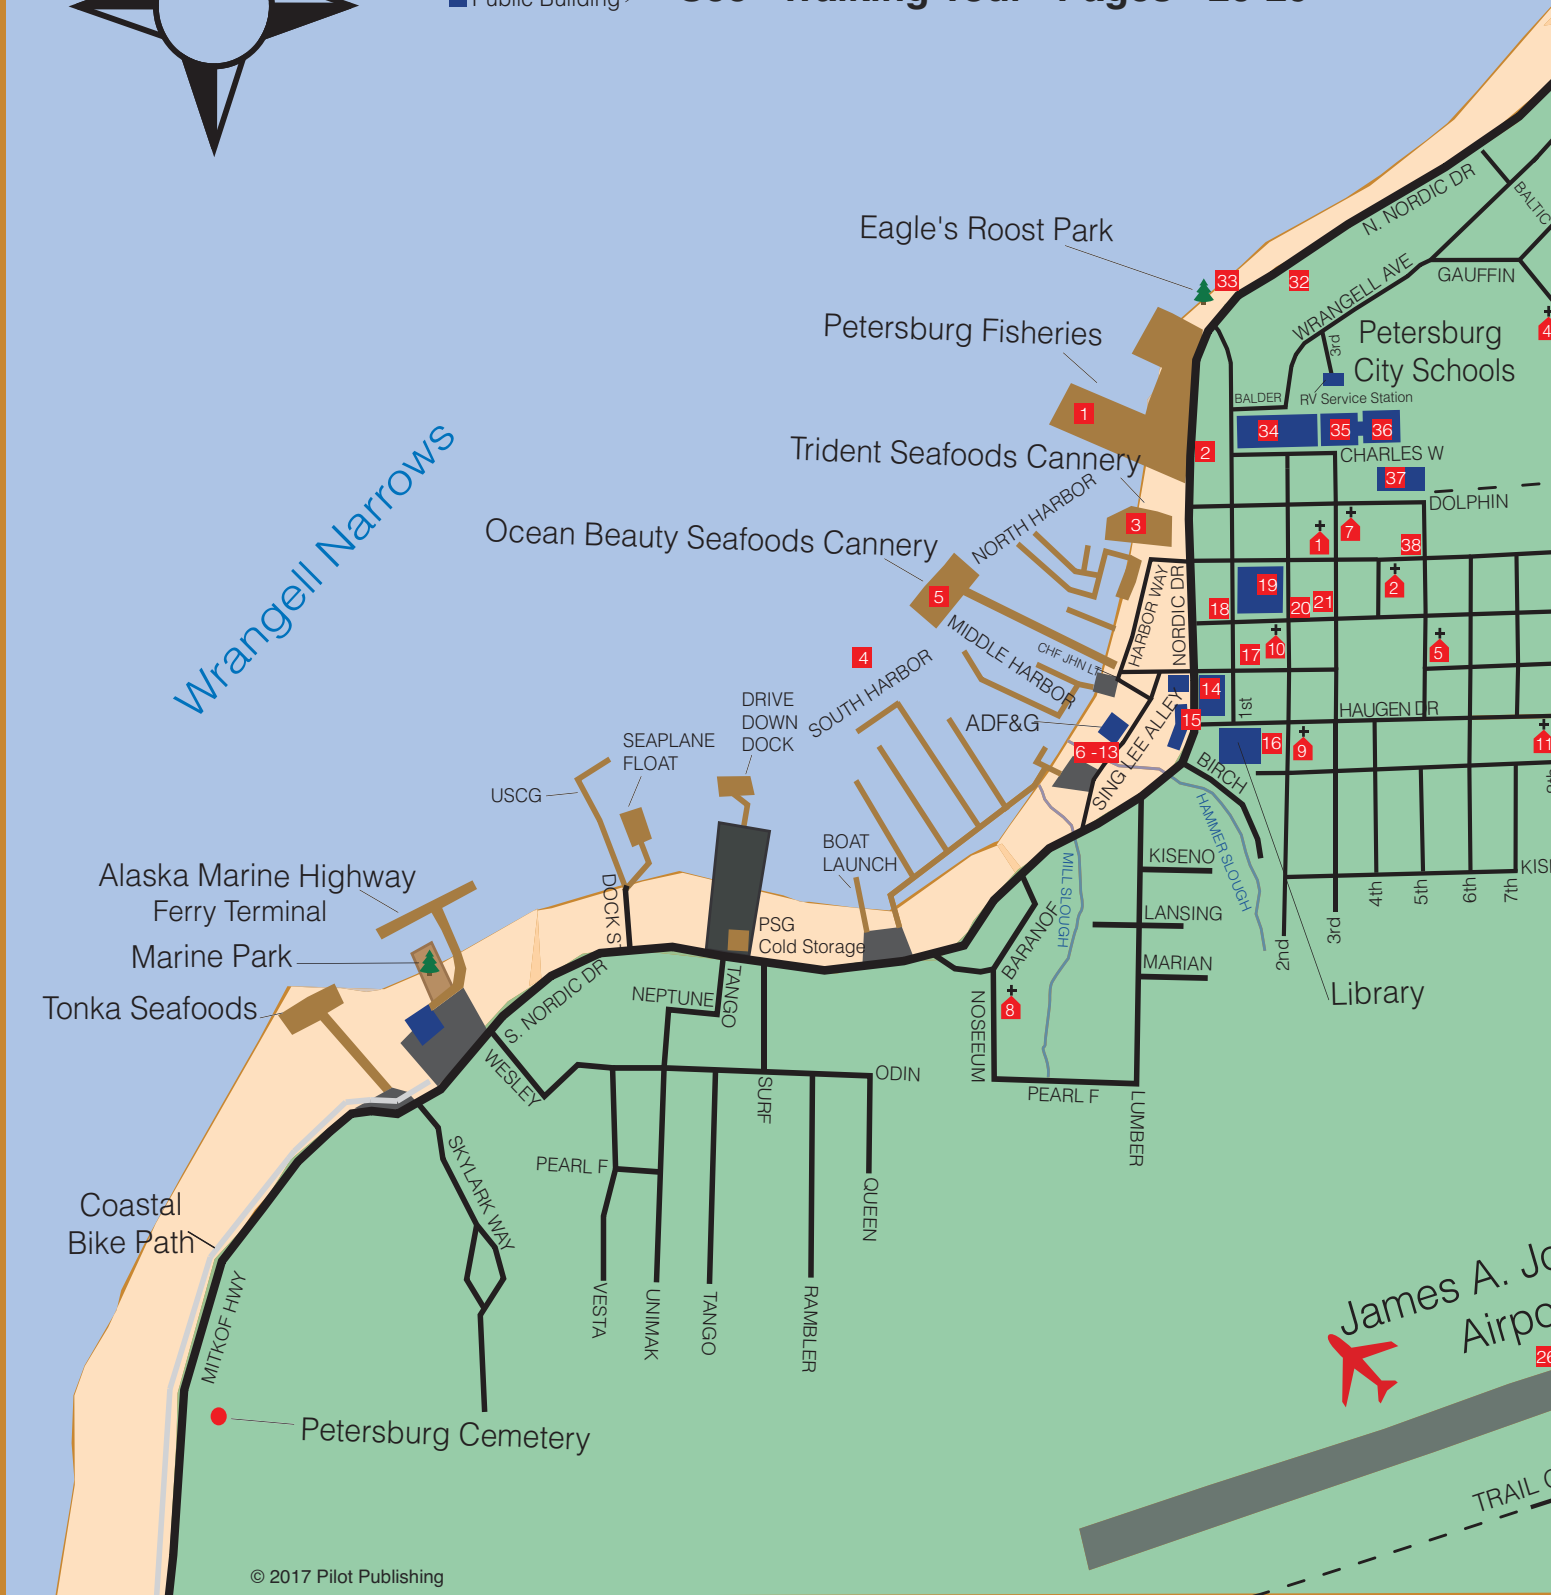 Public Building
See "Walking Tour" Pages
N. NORDIC DR
BALTIC
Eagle's Roost Park
33
32
WRANGELL AVE
GAUFFIN
Petersburg Fisheries
3rd
Petersburg
City Schools
4
RV Service Station
BALDER
1
34
35
36
Trident Seafoods Cannery
2
CHARLES W
37
DOLPHIN
Wrangell Narrows
NORTH HARBOR
3
Ocean Beauty Seafoods Cannery
1
7
38
5
HARBOR WAY
NORDIC DR
19
2
18
20
21
MIDDLE HARBOR
CHF JHN LT
17
10
5
4
SOUTH HARBOR
14
1st
HAUGEN DR
ADF&G
15
6 -13
SING LEE ALLEY
16
9
11
BIRCH
DRIVE
DOWN
DOCK
SEAPLANE
FLOAT
USCG
BOAT
LAUNCH
HAMMER SLOUGH
MILL SLOUGH
KISENO
2nd
3rd
4th
5th
6th
7th
KIS
Alaska Marine Highway
Ferry Terminal
DOCK S
PSG
Cold Storage
LANSING
BARANOF
Marine Park
MARIAN
Library
Tonka Seafoods
S. NORDIC DR
NEPTUNE
TANGO
8
NOSEEUM
WESLEY
ODIN
SURF
PEARL F
LUMBER
SKYLARK WAY
PEARL F
QUEEN
Coastal
Bike Path
MITKOF HWY
VESTA
UNIMAK
TANGO
RAMBLER
James A. Jo
Airpo
26
Petersburg Cemetery
TRAIL
© 2017 Pilot Publishing